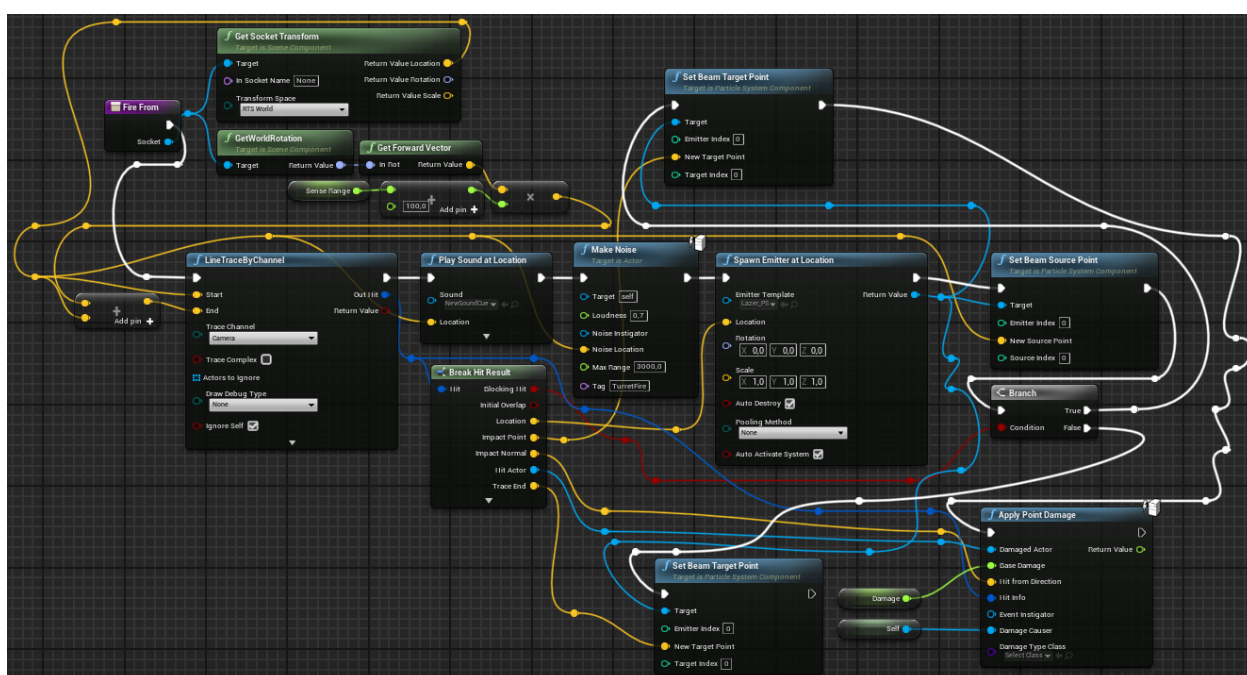 Get Socket Transform
Target is Scene Component
Target
Return Value Location
In Socket Name None
Return Value Rotation
Transform Space
RTS World
Return Value Scale
Fire From
Socket
GetWorldRotation
Target is Scene Component
Target
Return Value
Get Forward Vector
In Rot
Return Value
Sense Range
100,0
Add pin +
Set Beam Target Point
Target is Particle System Component
Target
Emitter Index 0
New Target Point
Target Index 0
Add pin +
LineTraceByChannel
Start
Out Hit
End
Return Value
Trace Channel
Camera
Trace Complex
Actors to Ignore
Draw Debug Type
None
Ignore Self
Play Sound at Location
Sound
NewSoundCue
Location
Break Hit Result
Hit
Blocking Hit
Initial Overlap
Location
Impact Point
Impact Normal
Hit Actor
Trace End
Make Noise
Target is Actor
Target self
Loudness 0,7
Noise Instigator
Noise Location
Max Range 3000,0
Tag TurretFire
Spawn Emitter at Location
Emitter Template
Lazer_PS
Return Value
Location
Rotation
X 0,0 Y 0,0 Z 0,0
Scale
X 1,0 Y 1,0 Z 1,0
Auto Destroy
Pooling Method
None
Auto Activate System
Set Beam Source Point
Target is Particle System Component
Target
Emitter Index 0
New Source Point
Source Index 0
Branch
True
Condition
False
Set Beam Target Point
Target is Particle System Component
Target
Emitter Index 0
New Target Point
Target Index 0
Damage
Self
Apply Point Damage
Damaged Actor
Return Value
Base Damage
Hit from Direction
Hit Info
Event Instigator
Damage Causer
Damage Type Class
Select Class